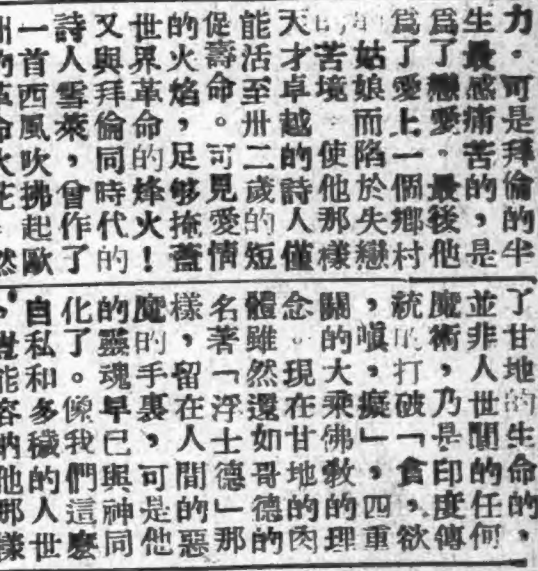 力。可是拜倫的半
生最感痛苦的，是
爲了戀愛。最後他
爲了愛上一個鄉村
的姑娘而陷於失戀
的苦境，使他那樣
天才卓越的詩人僅
能活至卅二歲的短
促壽命。可見愛情
的火焰，足够掩蓋
世界革命的烽火！
又與拜倫同時代的
詩人雪萊，曾作了
一首西風吹拂起歐
洲的革命火花，然
了甘地的生命的，
並非人世間的任何
魔術，乃是印度傳
統的打破「貪，欲
，嗔，癡」，四重
關的大乘佛教的理
念。現在甘地的肉
體雖然還如哥德的
名著「浮士德」那
樣，留在人間的惡
魔的手裏，可是他
的靈魂早已與神同
化了。像我們這麼
自私和多穢的人世
，豈能容納他那樣